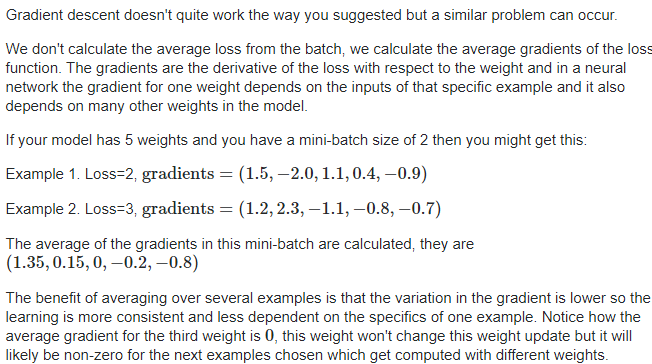 Gradient descent doesn't quite work the way you suggested but a similar problem can occur.
We don't calculate the average loss from the batch, we calculate the average gradients of the loss
function. The gradients are the derivative of the loss with respect to the weight and in a neural
network the gradient for one weight depends on the inputs of that specific example and it also
depends on many other weights in the model.
If your model has 5 weights and you have a mini-batch size of 2 then you might get this:
Example 1. Loss=2, gradients = (1.5, −2.0, 1.1, 0.4, −0.9)
Example 2. Loss=3, gradients = (1.2, 2.3, −1.1, −0.8, −0.7)
The average of the gradients in this mini-batch are calculated, they are
(1.35, 0.15, 0, −0.2, −0.8)
The benefit of averaging over several examples is that the variation in the gradient is lower so the
learning is more consistent and less dependent on the specifics of one example. Notice how the
average gradient for the third weight is 0, this weight won't change this weight update but it will
likely be non-zero for the next examples chosen which get computed with different weights.